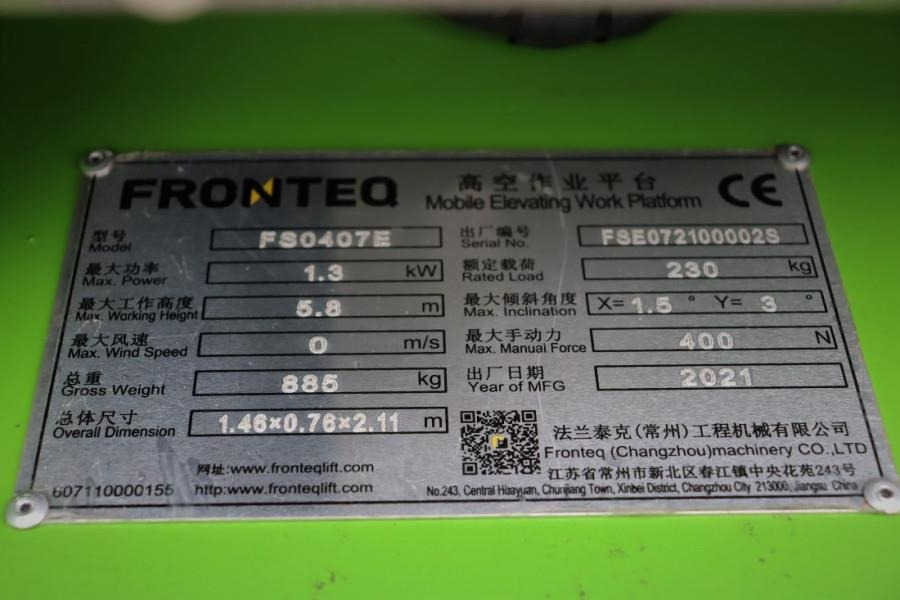 FRONTEQ
高空作业平台
Mobile Elevating Work Platform
CE
型号
Model
FS0407E
出厂编号
Serial No.
FSE072100002S
最大功率
Max. Power
1.3 kW
额定载荷
Rated Load
230 kg
最大工作高度
Max. Working Height
5.8 m
最大倾斜角度
Max. Inclination
X= 1.5 ° Y= 3 °
最大风速
Max. Wind Speed
0 m/s
最大手动力
Max. Manual Force
400 N
总重
Gross Weight
885 kg
出厂日期
Year of MFG
2021
总体尺寸
Overall Dimension
1.46×0.76×2.11 m
网址:www.fronteqlift.com
607110000155 http:www.fronteqlift.com
法兰泰克(常州)工程机械有限公司
Fronteq (Changzhou)machinery CO.,LTD
江苏省常州市新北区春江镇中央花苑243号
No.243, Central Huayuan, Chunjiang Town, Xinbei District, Changzhou City 213000, Jiangsu China